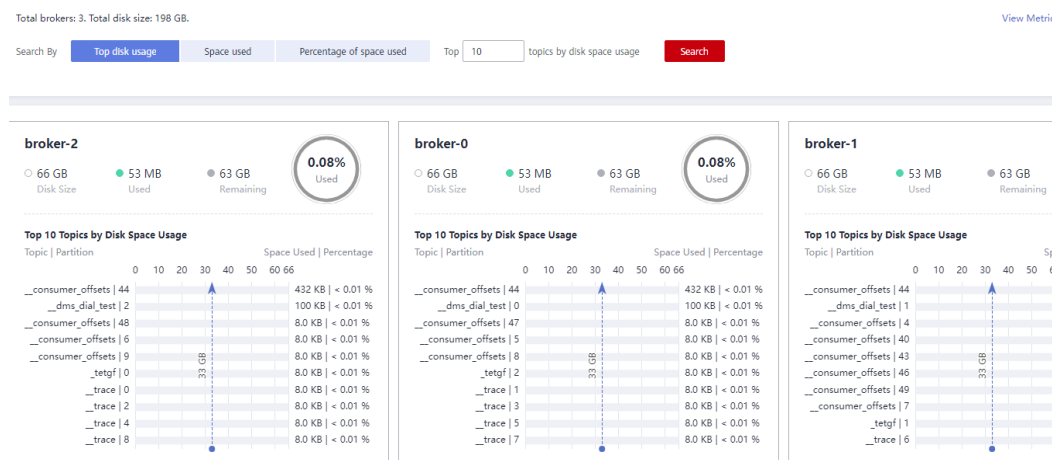 Total brokers: 3. Total disk size: 198 GB.
View Metric
Search By Top disk usage Space used Percentage of space used Top 10 topics by disk space usage Search
broker-2
66 GB 53 MB 63 GB
Disk Size Used Remaining
0.08%
Used
Top 10 Topics by Disk Space Usage
Topic | Partition Space Used | Percentage
0 10 20 30 40 50 60 66
__consumer_offsets | 44 432 KB | < 0.01 %
__dms_dial_test | 2 100 KB | < 0.01 %
__consumer_offsets | 48 8.0 KB | < 0.01 %
__consumer_offsets | 6 8.0 KB | < 0.01 %
__consumer_offsets | 9 8.0 KB | < 0.01 %
_tetgf | 0 8.0 KB | < 0.01 %
__trace | 0 8.0 KB | < 0.01 %
__trace | 2 8.0 KB | < 0.01 %
__trace | 4 8.0 KB | < 0.01 %
__trace | 8 8.0 KB | < 0.01 %
33 GB
broker-0
66 GB 53 MB 63 GB
Disk Size Used Remaining
0.08%
Used
Top 10 Topics by Disk Space Usage
Topic | Partition Space Used | Percentage
0 10 20 30 40 50 60 66
__consumer_offsets | 44 432 KB | < 0.01 %
__dms_dial_test | 0 100 KB | < 0.01 %
__consumer_offsets | 47 8.0 KB | < 0.01 %
__consumer_offsets | 5 8.0 KB | < 0.01 %
__consumer_offsets | 8 8.0 KB | < 0.01 %
_tetgf | 2 8.0 KB | < 0.01 %
__trace | 1 8.0 KB | < 0.01 %
__trace | 3 8.0 KB | < 0.01 %
__trace | 5 8.0 KB | < 0.01 %
__trace | 7 8.0 KB | < 0.01 %
33 GB
broker-1
66 GB 53 MB 63 GB
Disk Size Used Remaining
Top 10 Topics by Disk Space Usage
Topic | Partition Sp
0 10 20 30 40 50 6
__consumer_offsets | 44
__dms_dial_test | 1
__consumer_offsets | 4
__consumer_offsets | 40
__consumer_offsets | 43
__consumer_offsets | 46
__consumer_offsets | 49
__consumer_offsets | 7
_tetgf | 1
__trace | 6
33 GB